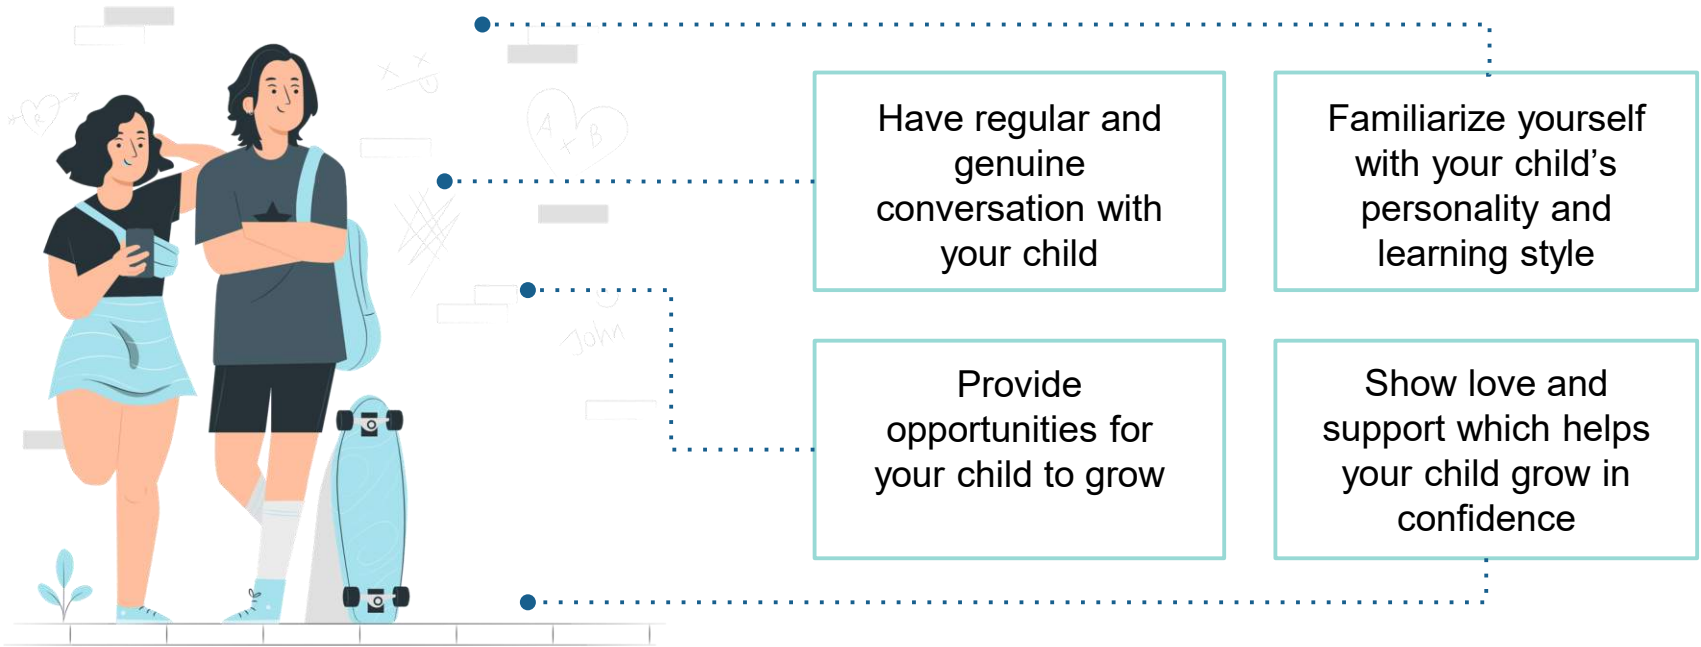 Have regular and
genuine
conversation with
your child
Familiarize yourself
with your child’s
personality and
learning style
Provide
opportunities for
your child to grow
Show love and
support which helps
your child grow in
confidence
R
A
+ B
John